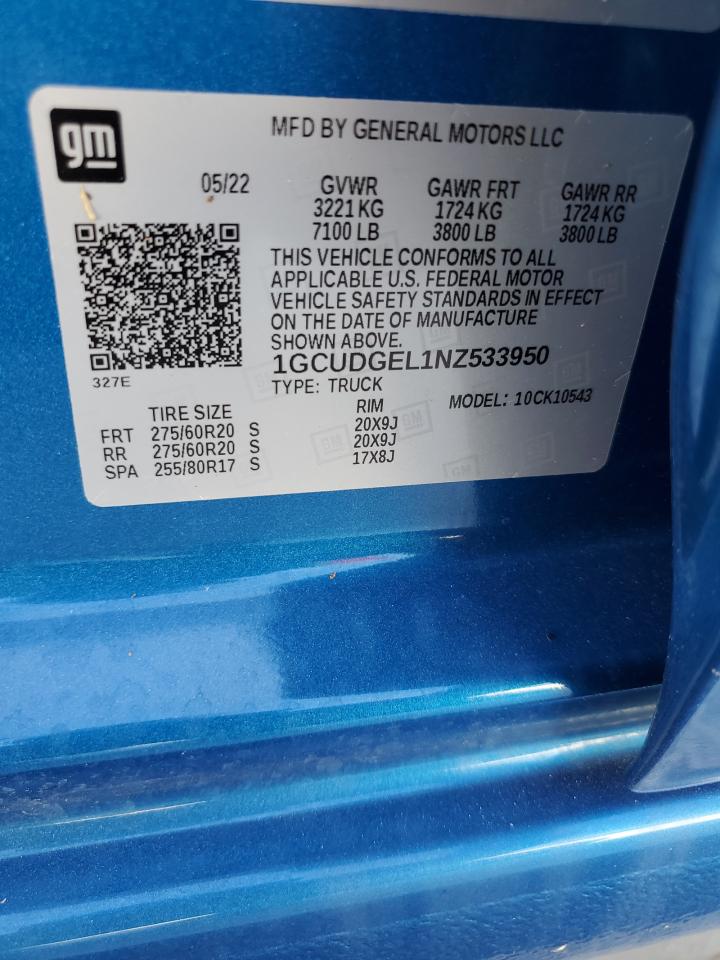 gm
MFD BY GENERAL MOTORS LLC
05/22 GVWR GAWR FRT GAWR RR
3221 KG 1724 KG 1724 KG
7100 LB 3800 LB 3800 LB
THIS VEHICLE CONFORMS TO ALL
APPLICABLE U.S. FEDERAL MOTOR
VEHICLE SAFETY STANDARDS IN EFFECT
ON THE DATE OF MANUFACTURE
SHOWN ABOVE.
1GCUDGEL1NZ533950
327E
TYPE: TRUCK
MODEL: 10CK10543
TIRE SIZE RIM
FRT 275/60R20 S 20X9J
RR 275/60R20 S 20X9J
SPA 255/80R17 S 17X8J